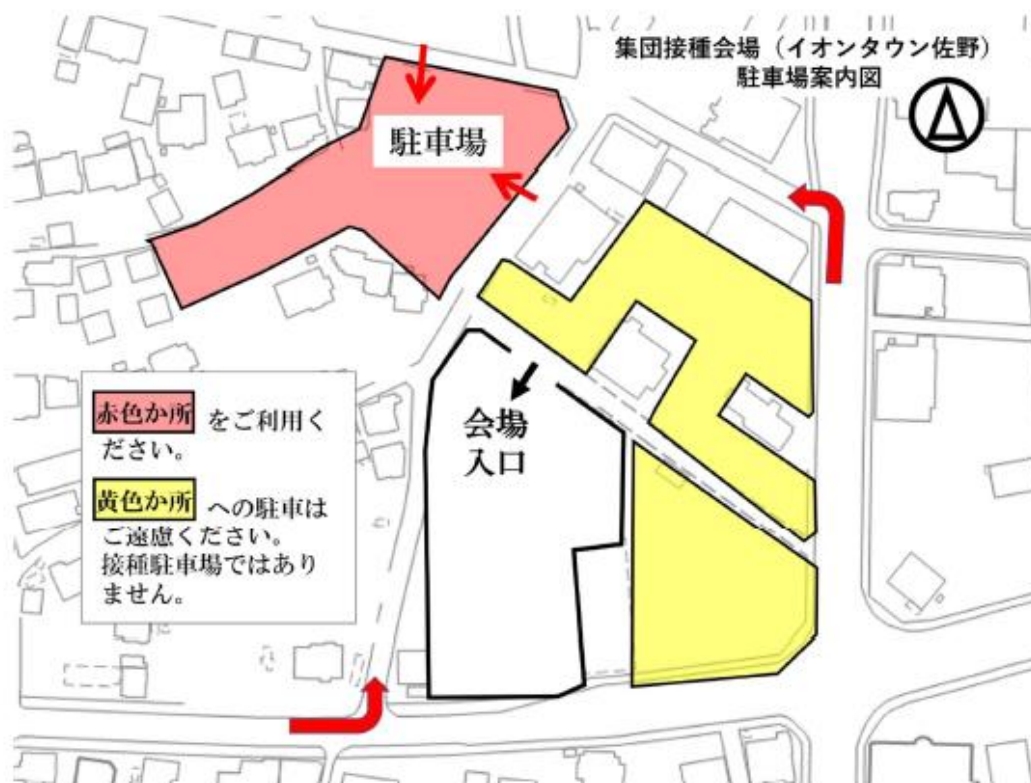 集団接種会場（イオンタウン佐野）
駐車場案内図
駐車場
会場
入口
赤色か所 をご利用く
ださい。
黄色か所 への駐車は
ご遠慮ください。
接種駐車場ではあり
ません。